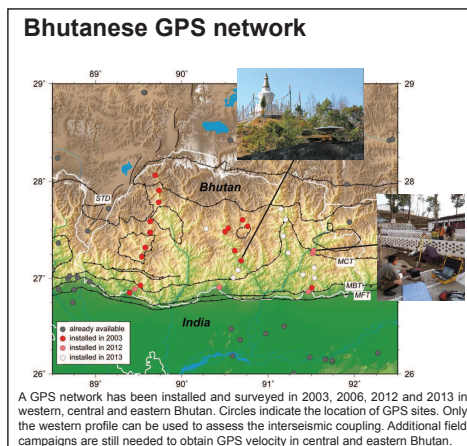 Bhutanese GPS network
89˚ 90˚ 91˚ 92˚
29˚ 29˚
28˚ 28˚
STD
Bhutan
27˚ 27˚
MCT
MBT
MFT
already available
installed in 2003
installed in 2012
installed in 2013
India
26˚ 26˚
89˚ 90˚ 91˚ 92˚
A GPS network has been installed and surveyed in 2003, 2006, 2012 and 2013 in
western, central and eastern Bhutan. Circles indicate the location of GPS sites. Only
the western profile can be used to assess the interseismic coupling. Additional field
campaigns are still needed to obtain GPS velocity in central and eastern Bhutan.